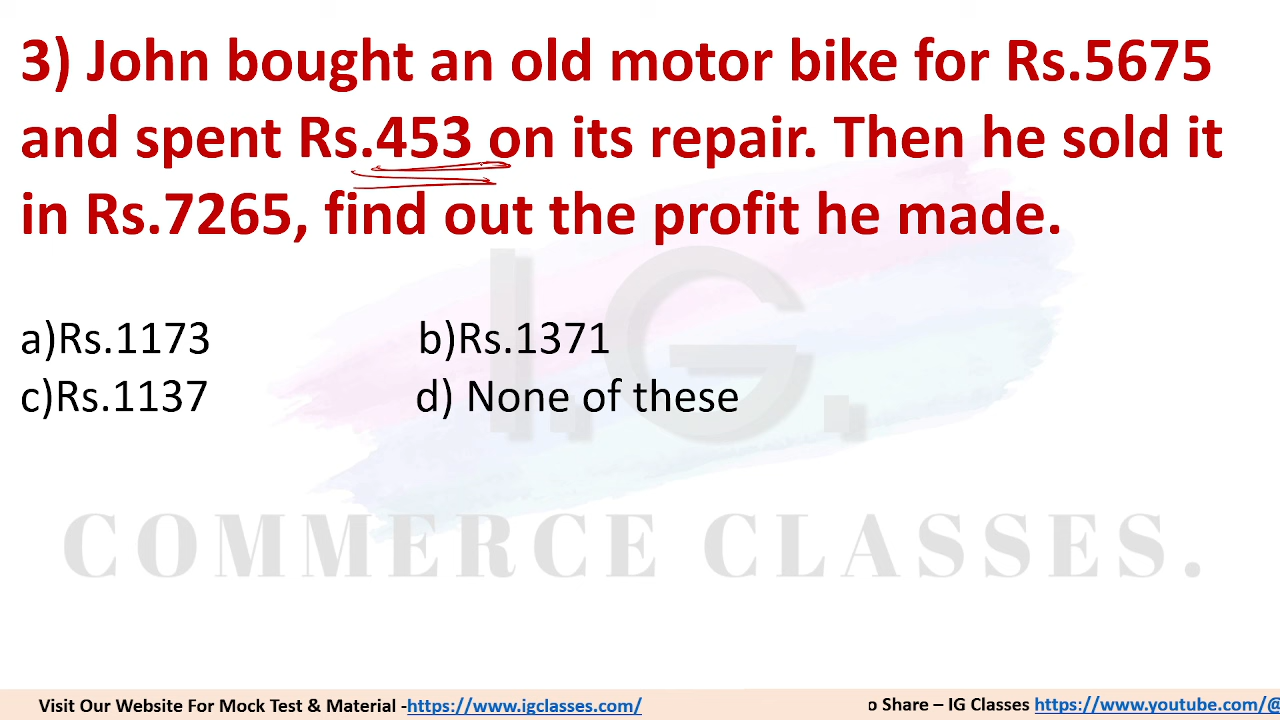 3) John bought an old motor bike for Rs.5675
and spent Rs.453 on its repair. Then he sold it
in Rs.7265, find out the profit he made.
I.G.
a)Rs.1173 b)Rs.1371
c)Rs.1137 d) None of these
COMMERCE CLASSES.
Visit Our Website For Mock Test & Material -https://www.igclasses.com/ o Share – IG Classes https://www.youtube.com/@